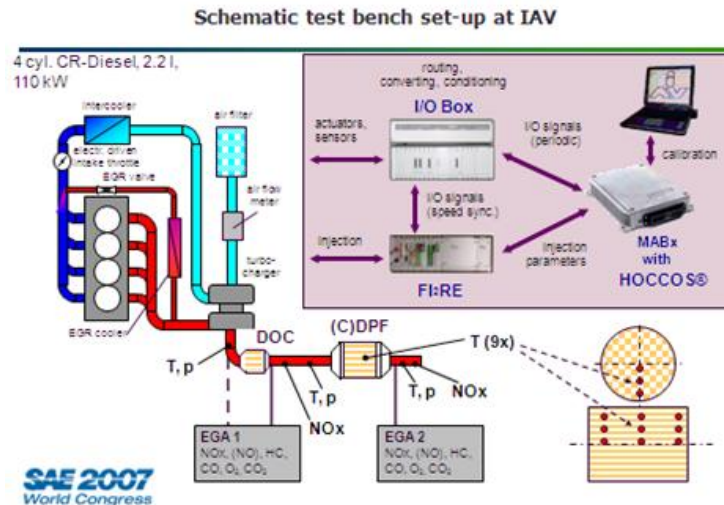 Schematic test bench set-up at IAV
4 cyl. CR-Diesel, 2.2 l,
110 kW
intercooler
air filter
electr. driven
intake throttle
EGR valve
air flow
meter
turbo-
charger
EGR cooler
routing,
converting, conditioning
I/O Box
actuators,
sensors
I/O signals
(periodic)
calibration
I/O signals
(speed sync.)
Injection
Injection
parameters
FI2RE
MABx
with
HOCCOS®
DOC
(C)DPF
T (9x)
T, p
T, p
NOx
T, p
NOx
EGA 1
NOx, (NO), HC,
CO, O₂, CO₂
EGA 2
NOx, (NO), HC,
CO, O₂, CO₂
SAE 2007
World Congress